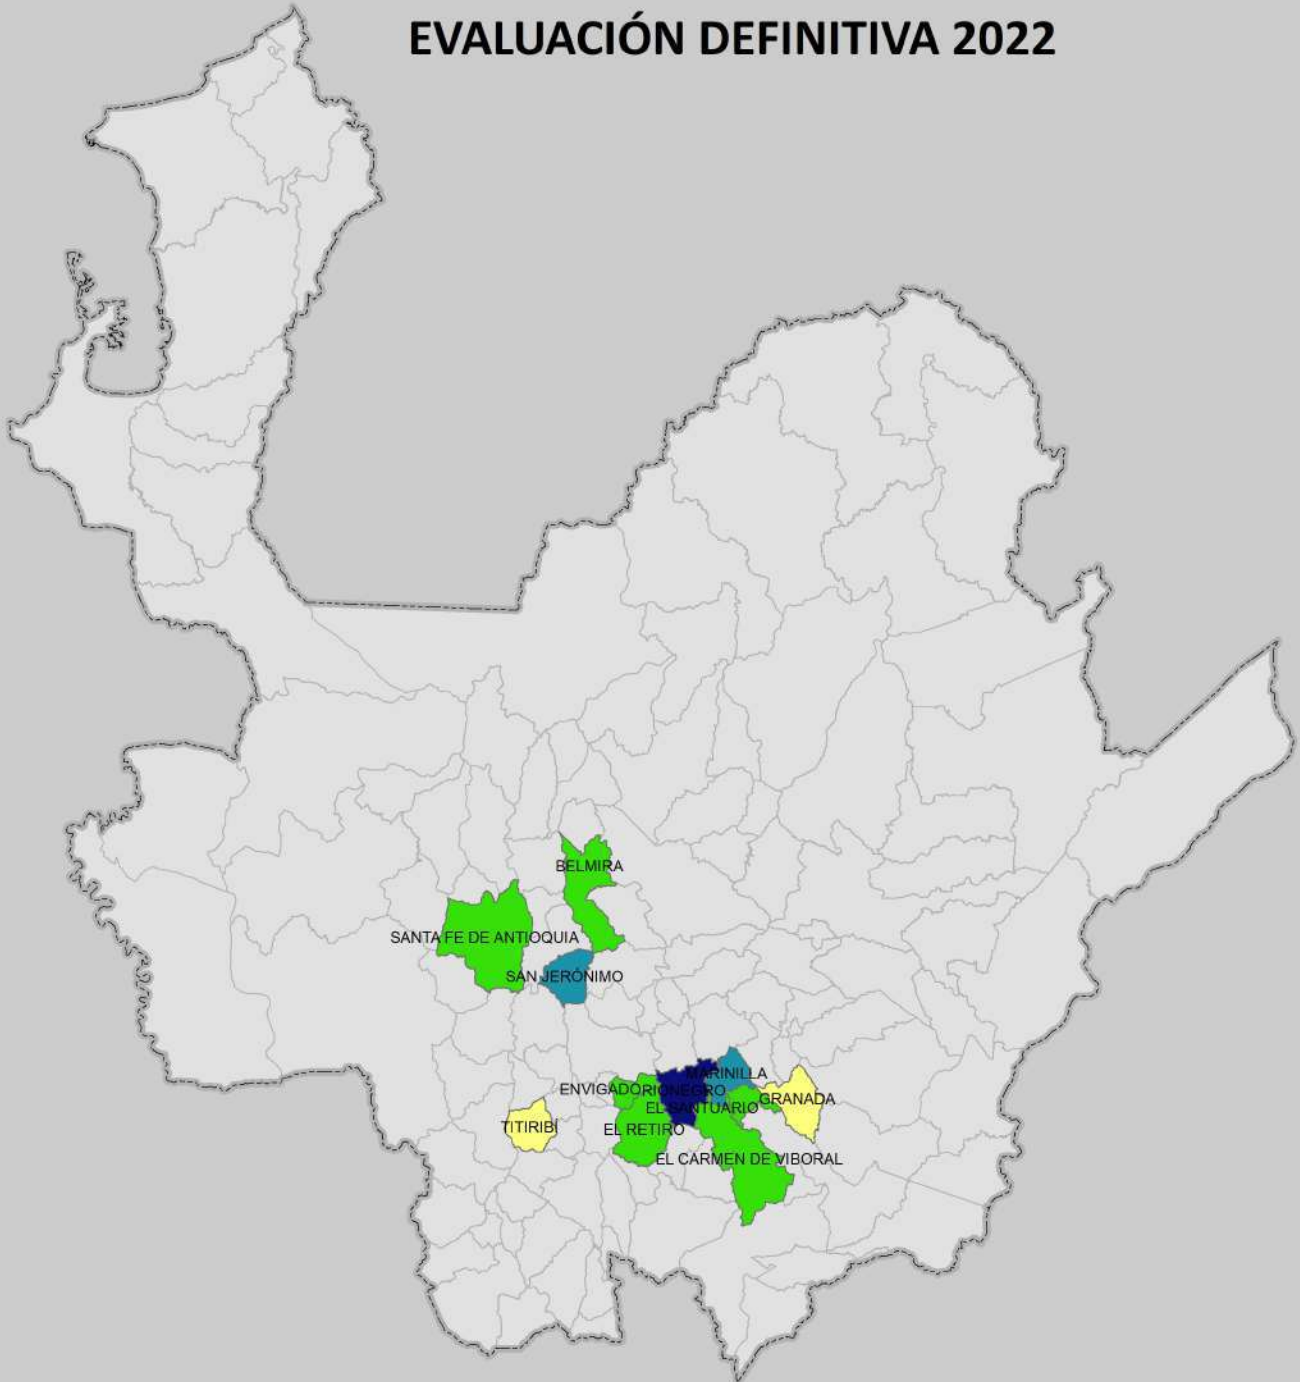 EVALUACIÓN DEFINITIVA 2022
BELMIRA
SANTA FE DE ANTIOQUIA
SAN JERÓNIMO
MARINILLA
ENVIGADO
RIONEGRO
GRANADA
EL SANTUARIO
TITIRIBÍ
EL RETIRO
EL CARMEN DE VIBORAL